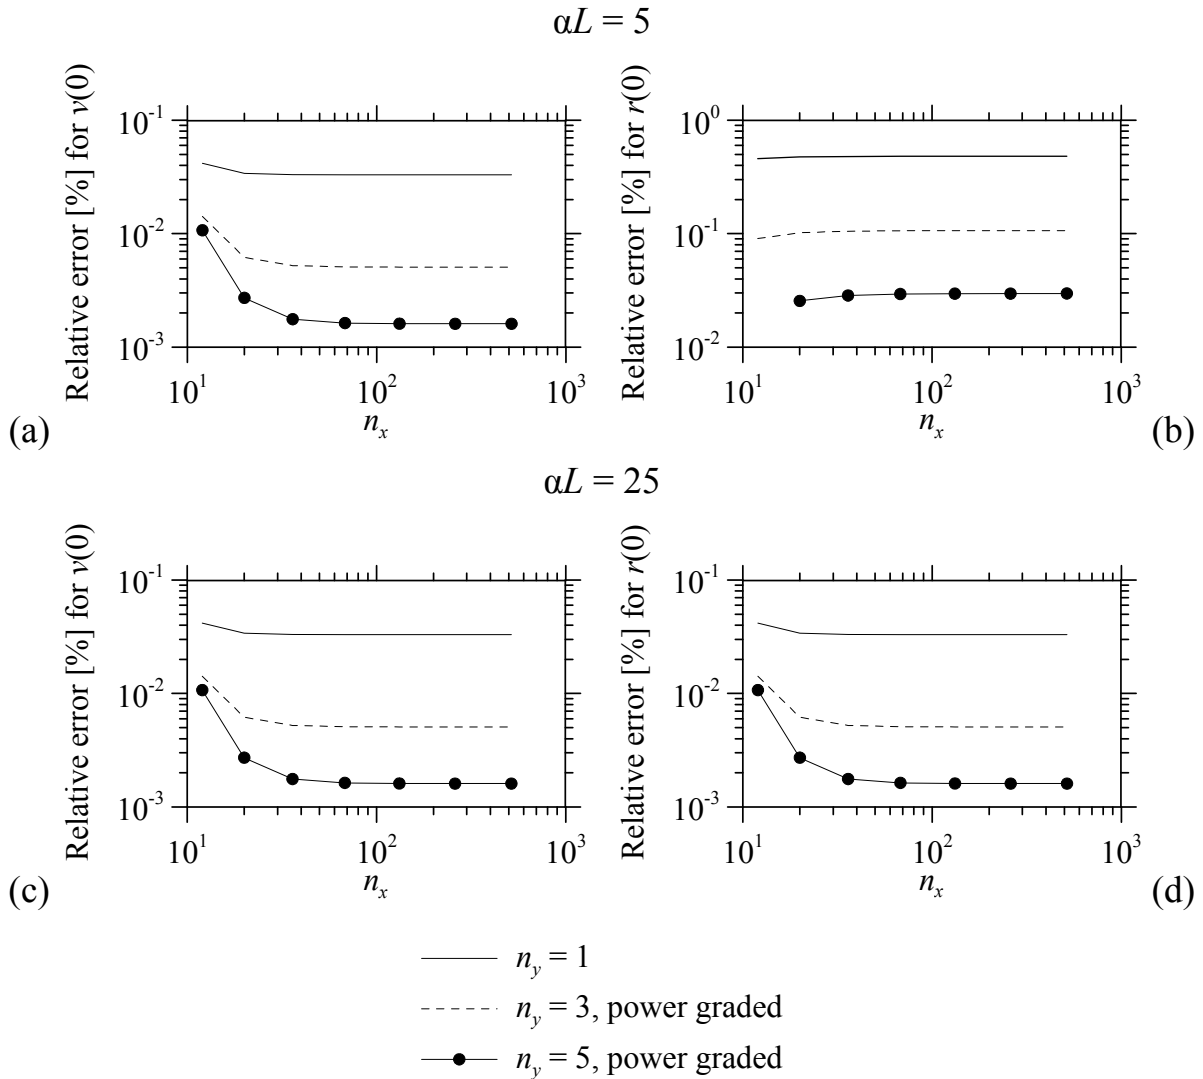 αL = 5
Relative error [%] for v(0)
10^-1
10^-2
10^-3
10^1
10^2
10^3
n_x
(a)
Relative error [%] for r(0)
10^0
10^-1
10^-2
10^1
10^2
10^3
n_x
(b)
αL = 25
Relative error [%] for v(0)
10^-1
10^-2
10^-3
10^1
10^2
10^3
n_x
(c)
Relative error [%] for r(0)
10^-1
10^-2
10^-3
10^1
10^2
10^3
n_x
(d)
n_y = 1
n_y = 3, power graded
n_y = 5, power graded